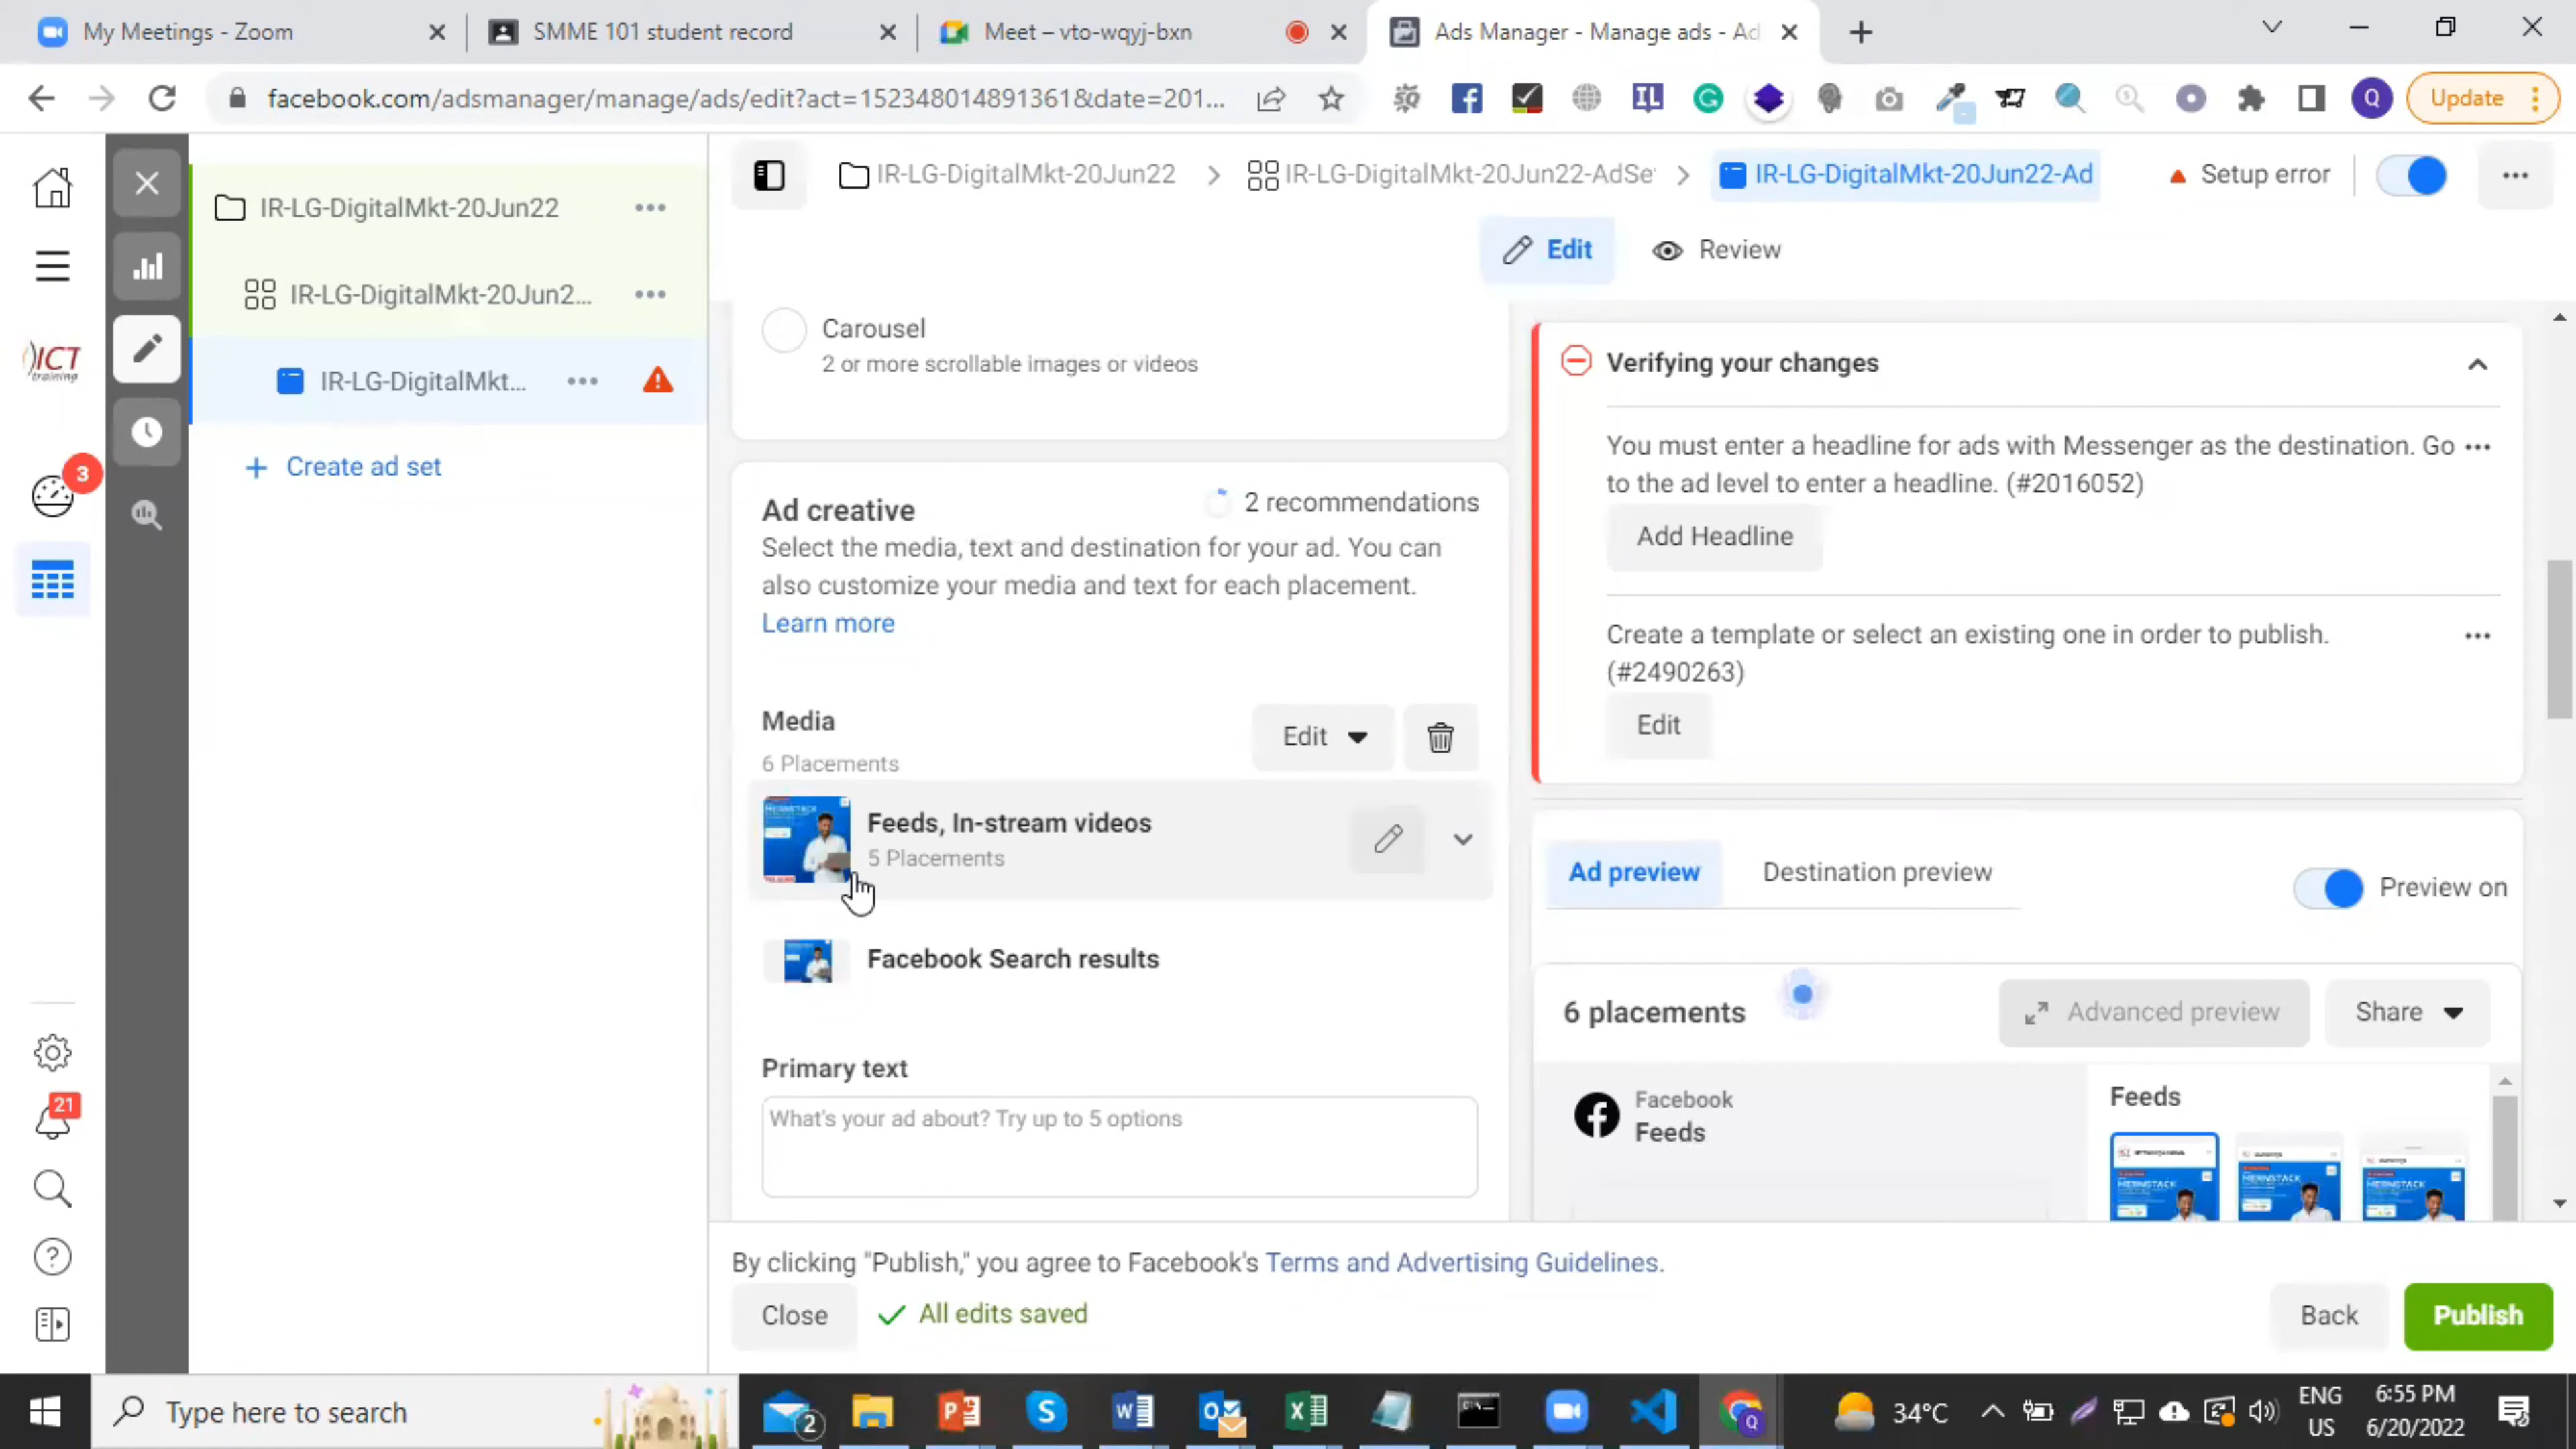 My Meetings - Zoom
SMME 101 student record
Meet – vto-wqyj-bxn
Ads Manager - Manage ads - Ad
facebook.com/adsmanager/manage/ads/edit?act=152348014891361&date=201...
IL
Q
Update
ICT
training
3
21
IR-LG-DigitalMkt-20Jun22
IR-LG-DigitalMkt-20Jun2...
IR-LG-DigitalMkt...
Create ad set
IR-LG-DigitalMkt-20Jun22
IR-LG-DigitalMkt-20Jun22-AdSe
IR-LG-DigitalMkt-20Jun22-Ad
Setup error
Edit
Review
Carousel
2 or more scrollable images or videos
Ad creative
2 recommendations
Select the media, text and destination for your ad. You can
also customize your media and text for each placement.
Learn more
Media
6 Placements
Edit
Feeds, In-stream videos
5 Placements
Facebook Search results
Primary text
What's your ad about? Try up to 5 options
Verifying your changes
You must enter a headline for ads with Messenger as the destination. Go
to the ad level to enter a headline. (#2016052)
Add Headline
Create a template or select an existing one in order to publish.
(#2490263)
Edit
Ad preview
Destination preview
Preview on
6 placements
Advanced preview
Share
Facebook
Feeds
Feeds
MERNSTACK
MERNSTACK
MERNSTACK
By clicking "Publish," you agree to Facebook's Terms and Advertising Guidelines.
Close
All edits saved
Back
Publish
Type here to search
2
34°C
ENG
US
6:55 PM
6/20/2022